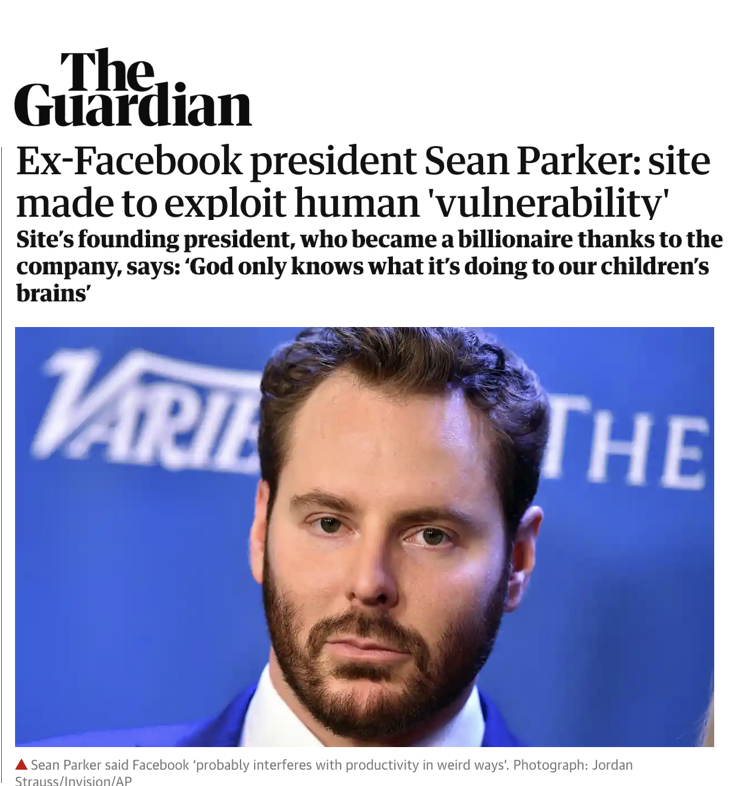 The
Guardian
Ex-Facebook president Sean Parker: site
made to exploit human 'vulnerability'
Site’s founding president, who became a billionaire thanks to the
company, says: ‘God only knows what it’s doing to our children’s
brains’
VARIE THE
▲ Sean Parker said Facebook ‘probably interferes with productivity in weird ways’. Photograph: Jordan
Strauss/Invision/AP